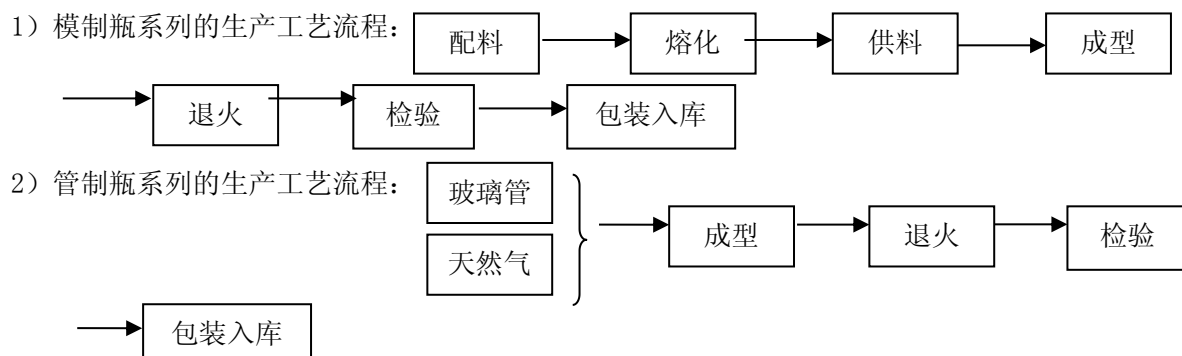 1）模制瓶系列的生产工艺流程： 配料 熔化 供料 成型
退火 检验 包装入库
2）管制瓶系列的生产工艺流程： 玻璃管
天然气
成型 退火 检验
包装入库